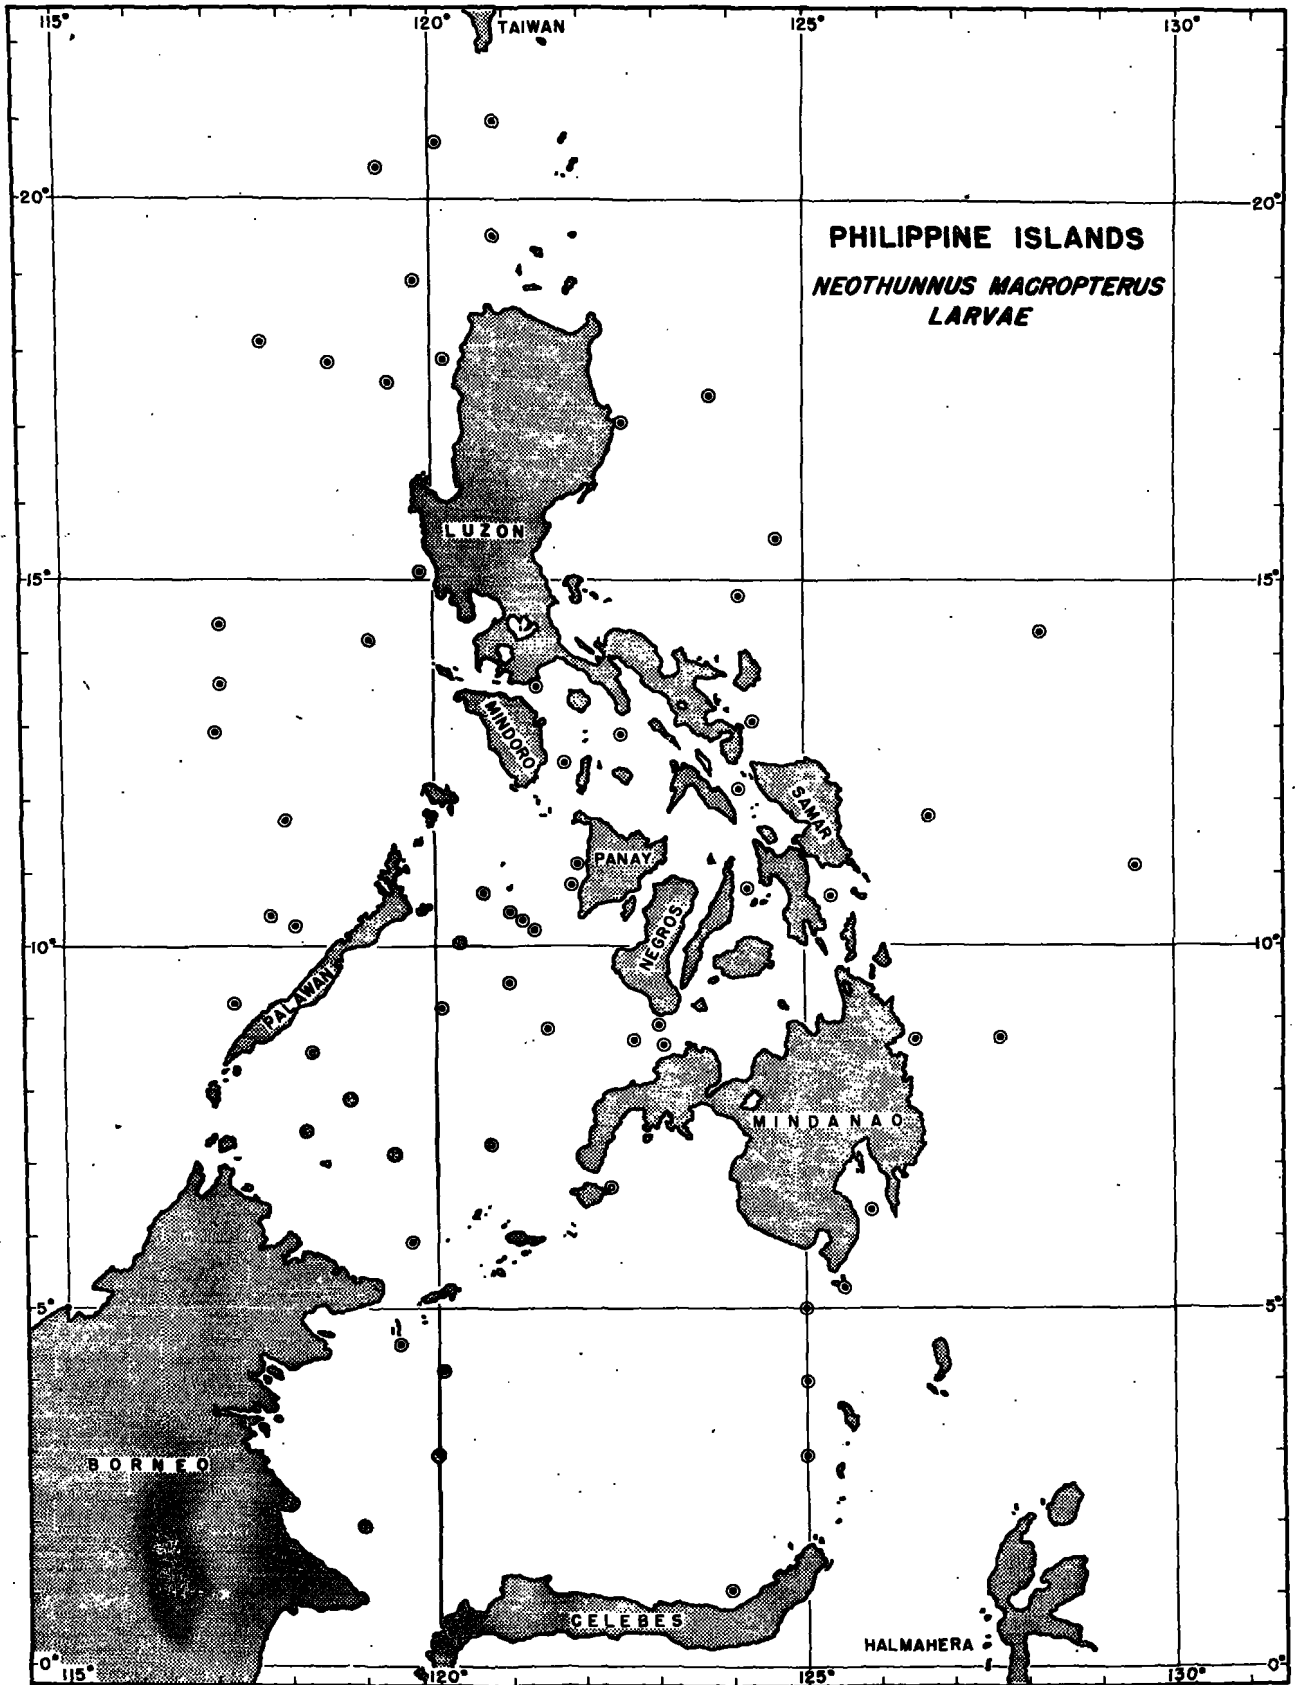 115° 120° 125° 130°
TAIWAN
20° 20°
PHILIPPINE ISLANDS
NEOTHUNNUS MACROPTERUS
LARVAE
LUZON
15° 15°
MINDORO
SAMAR
PANAY
NEGROS
10° 10°
PALAWAN
MINDANAO
5° 5°
BORNEO
CELEBES
HALMAHERA
0° 115° 120° 125° 130° 0°